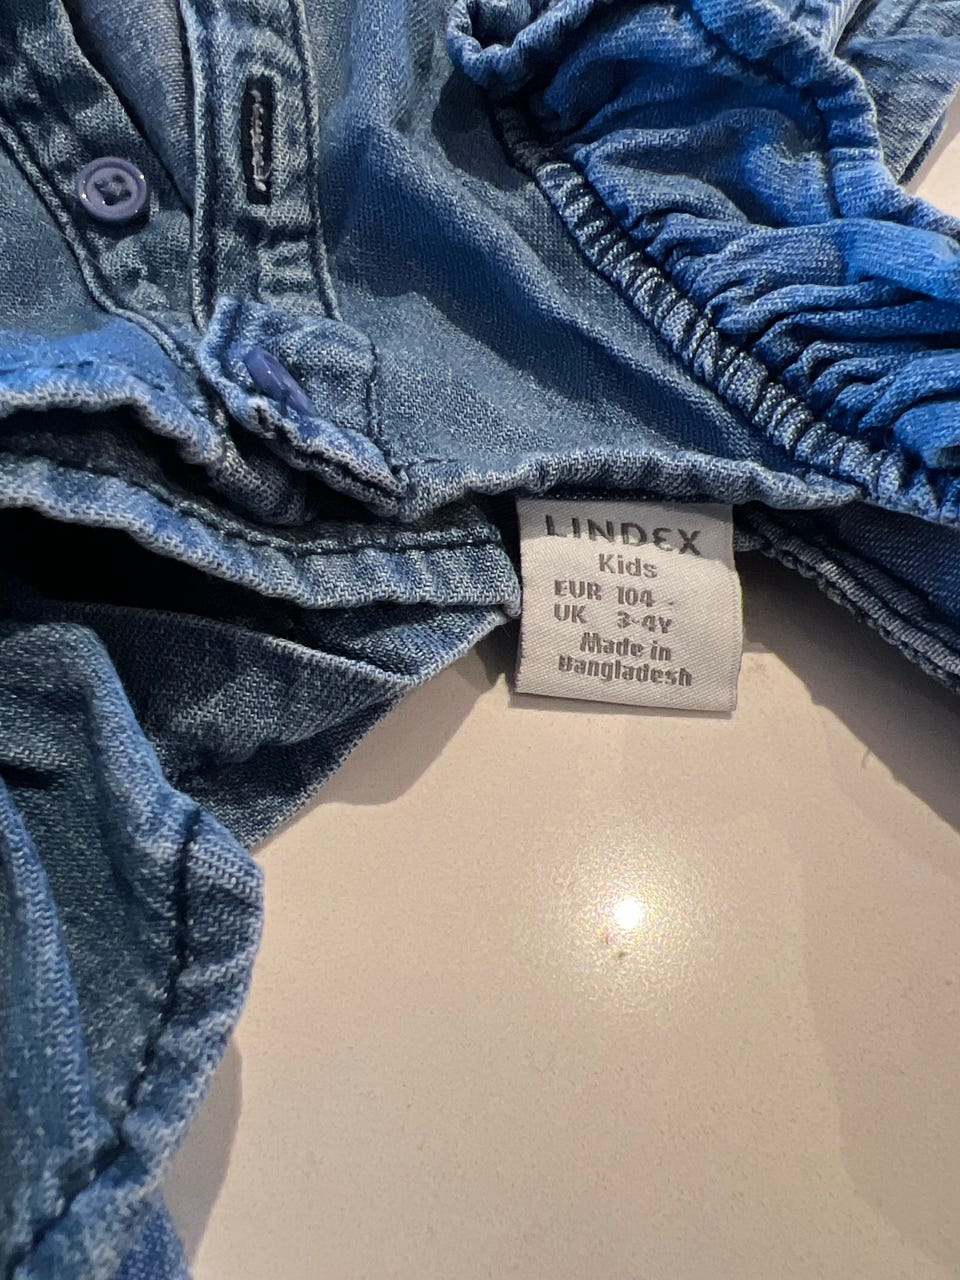 LINDEX
Kids
EUR 104
UK 3-4Y
Made in
Bangladesh